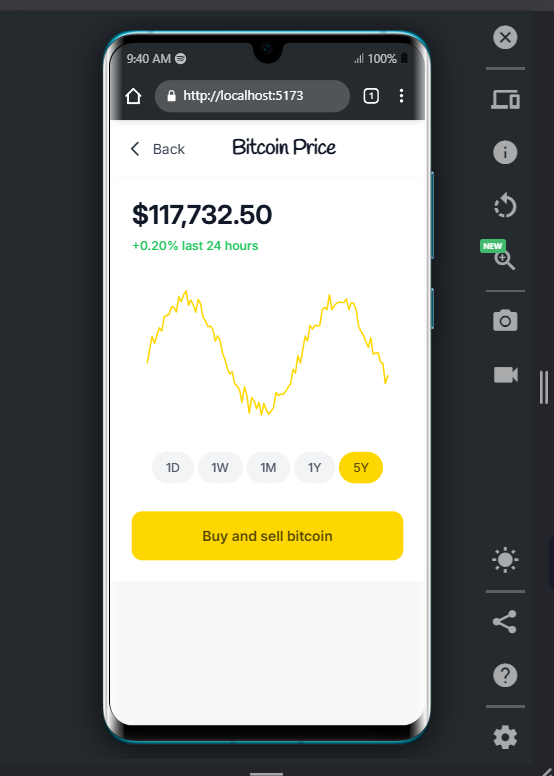 9:40 AM
100%
http://localhost:5173
1
Back
Bitcoin Price
$117,732.50
+0.20% last 24 hours
NEW
1D 1W 1M 1Y 5Y
Buy and sell bitcoin